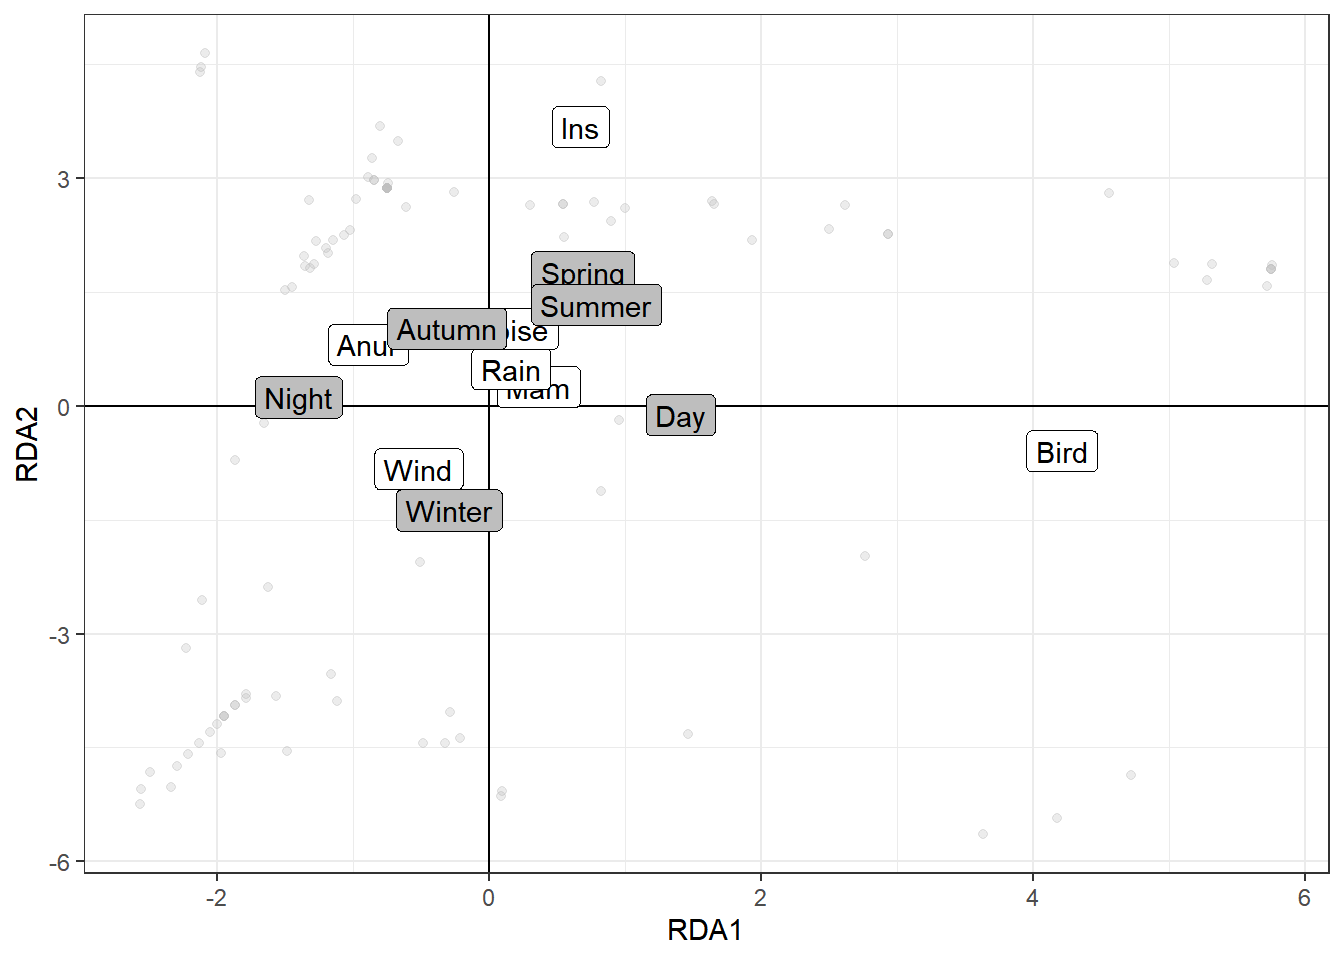 Ins
3
Spring
Summer
Autumn
Rain
Night
0
Day
Bird
Wind
Winter
-3
-6
-2
0
2
4
6
RDA1
RDA2